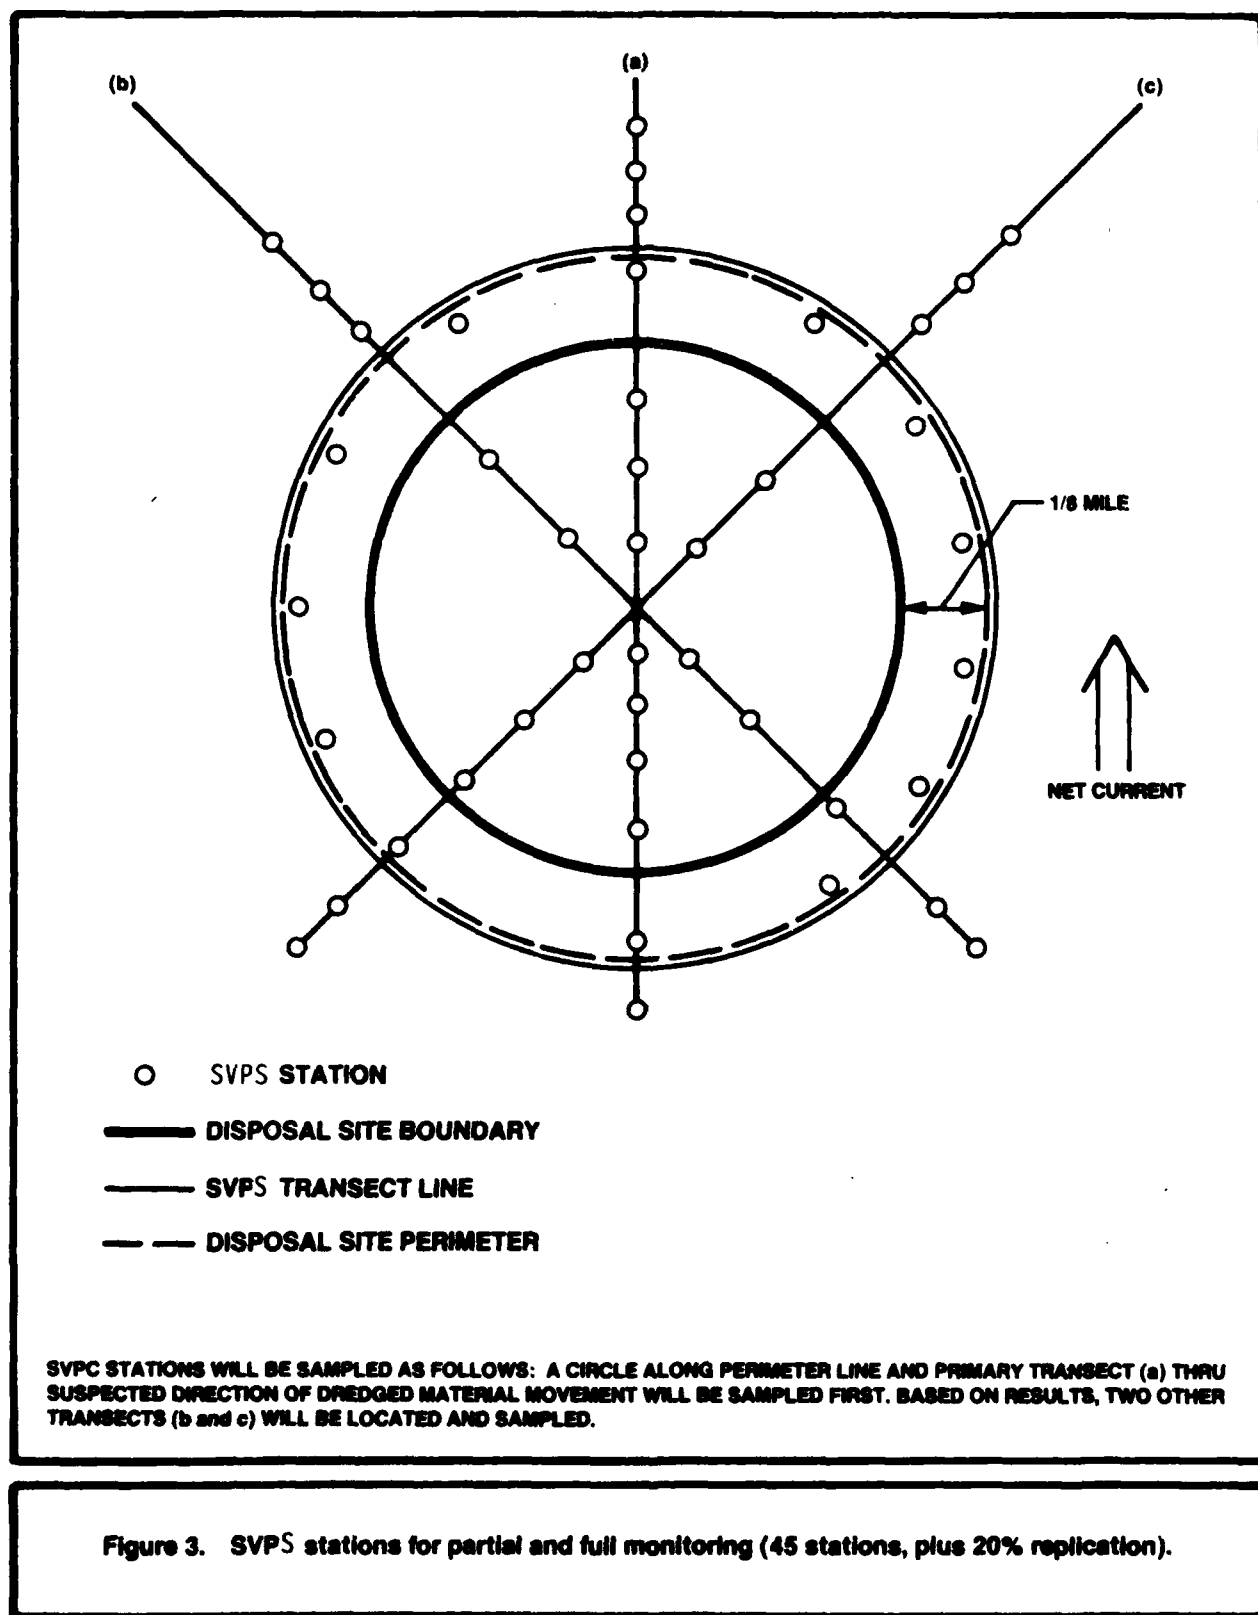 (a)
(b)
(c)
1/8 MILE
NET CURRENT
SVPS STATION
DISPOSAL SITE BOUNDARY
SVPS TRANSECT LINE
DISPOSAL SITE PERIMETER
SVPC STATIONS WILL BE SAMPLED AS FOLLOWS: A CIRCLE ALONG PERIMETER LINE AND PRIMARY TRANSECT (a) THRU
SUSPECTED DIRECTION OF DREDGED MATERIAL MOVEMENT WILL BE SAMPLED FIRST. BASED ON RESULTS, TWO OTHER
TRANSECTS (b and c) WILL BE LOCATED AND SAMPLED.
Figure 3. SVPS stations for partial and full monitoring (45 stations, plus 20% replication).